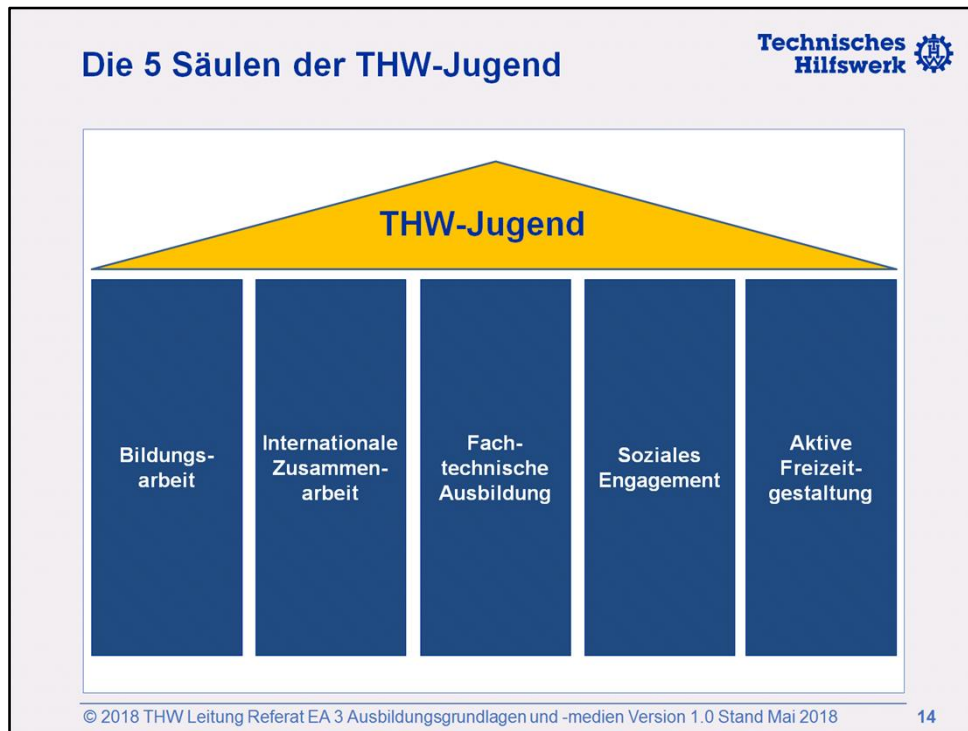 Die 5 Säulen der THW-Jugend
Technisches
Hilfswerk
THW-Jugend
Bildungs-
arbeit
Internationale
Zusammen-
arbeit
Fach-
technische
Ausbildung
Soziales
Engagement
Aktive
Freizeit-
gestaltung
© 2018 THW Leitung Referat EA 3 Ausbildungsgrundlagen und -medien Version 1.0 Stand Mai 2018
14